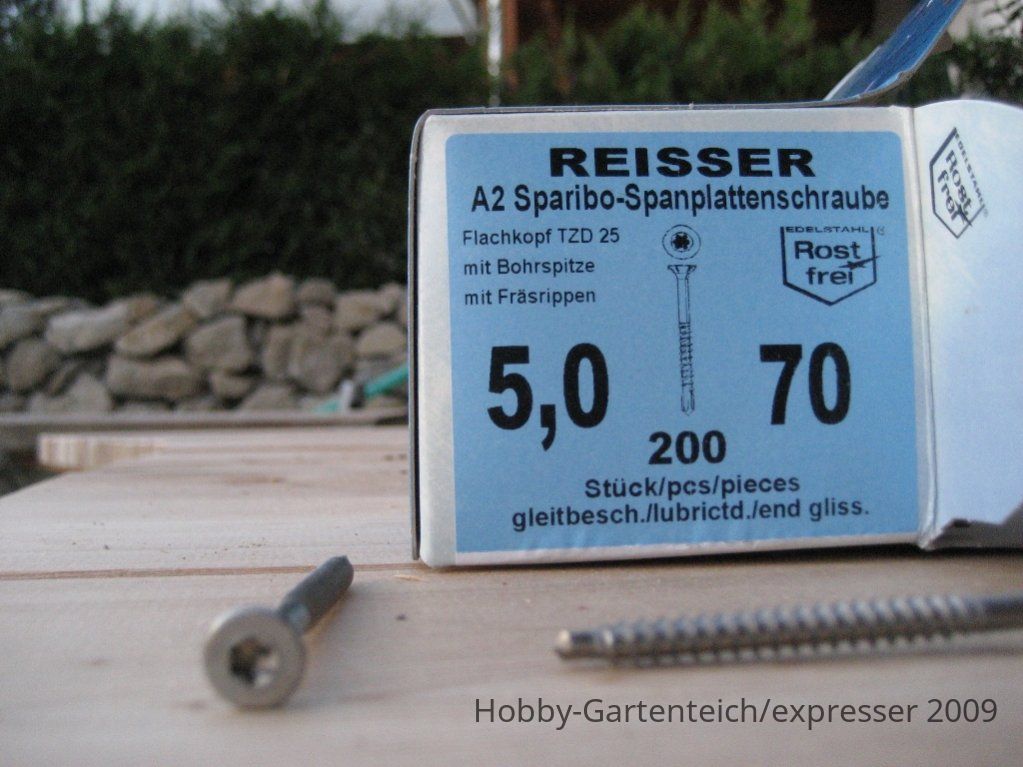 REISSER
A2 Sparibo-Spanplattenschraube
Flachkopf TZD 25
mit Bohrspitze
mit Fräsrippen
EDELSTAHL
Rost
frei
5,0
70
200
Stück/pcs/pieces
gleitbesch./lubrictd./end gliss.
EDELSTAHL
Rost
frei
Hobby-Gartenteich/expresser 2009